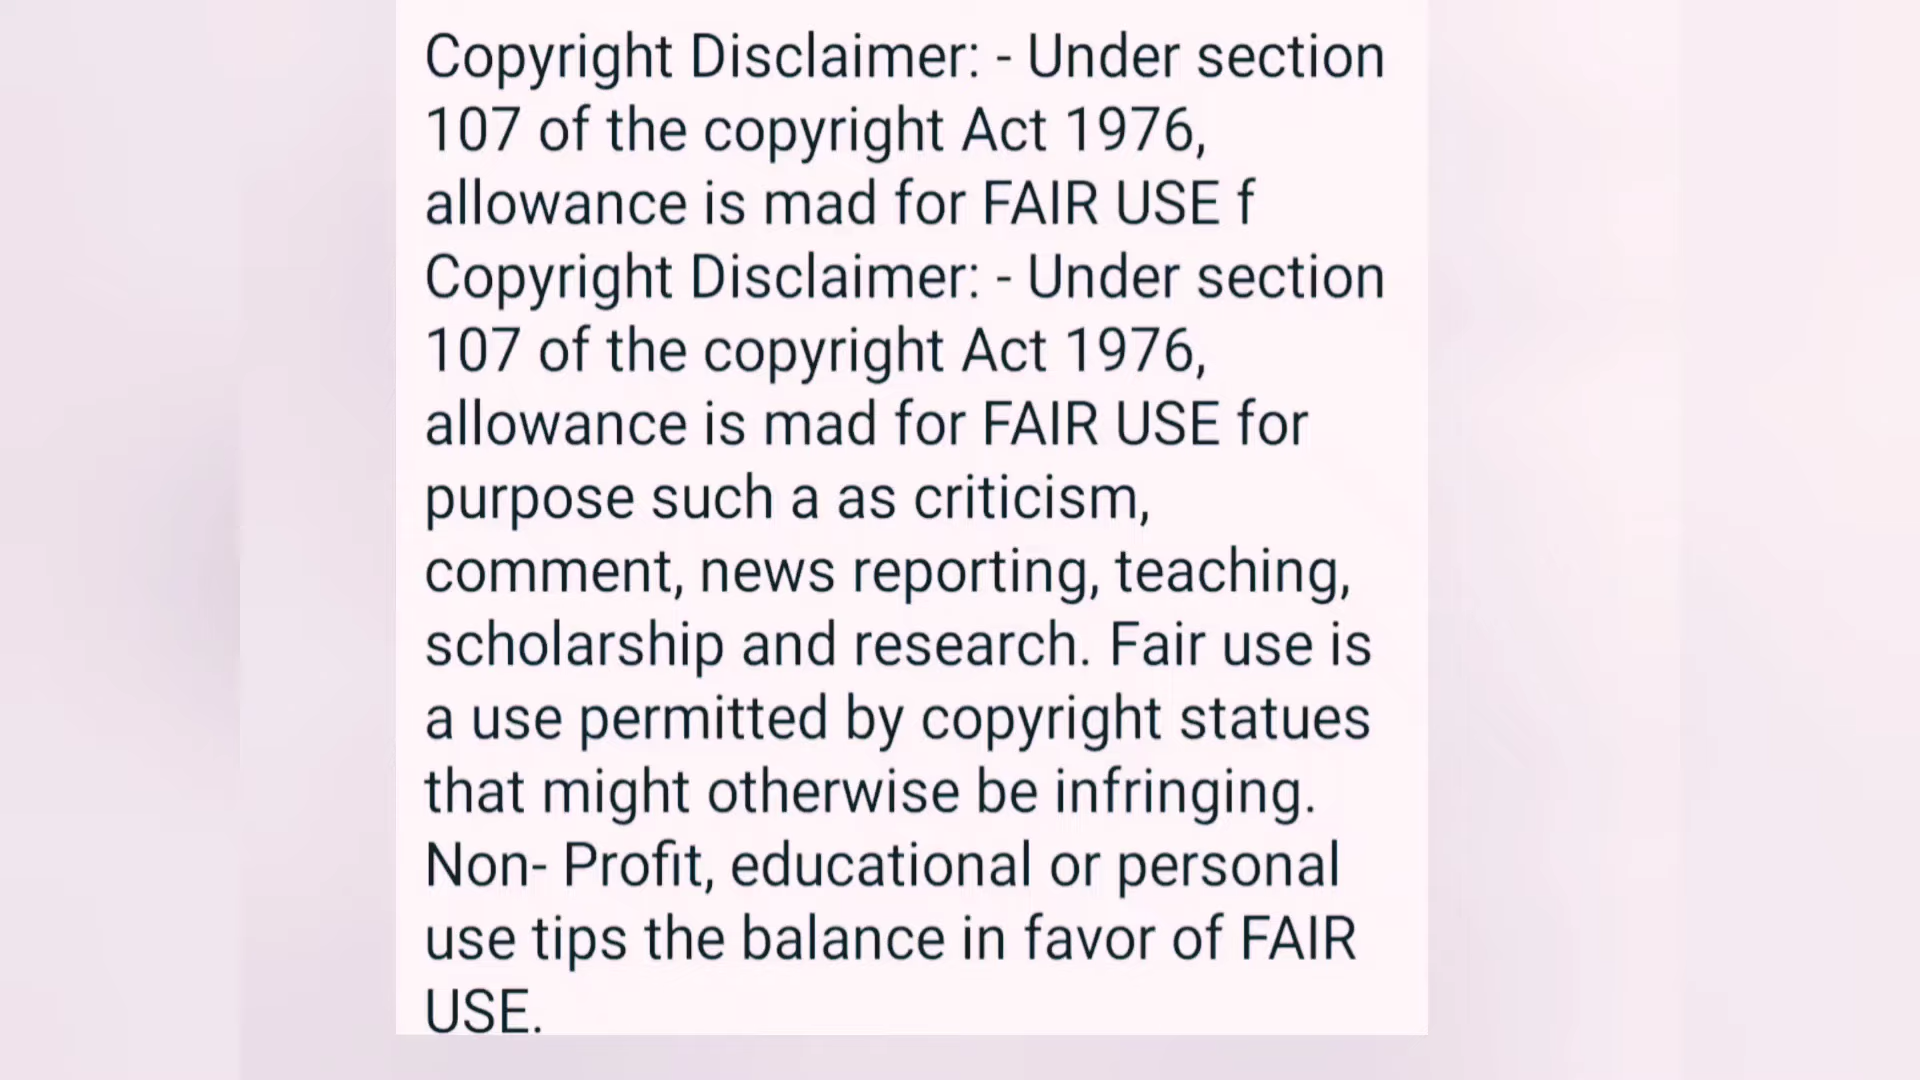 Copyright Disclaimer: - Under section
107 of the copyright Act 1976,
allowance is mad for FAIR USE f
Copyright Disclaimer: - Under section
107 of the copyright Act 1976,
allowance is mad for FAIR USE for
purpose such a as criticism,
comment, news reporting, teaching,
scholarship and research. Fair use is
a use permitted by copyright statues
that might otherwise be infringing.
Non- Profit, educational or personal
use tips the balance in favor of FAIR
USE.